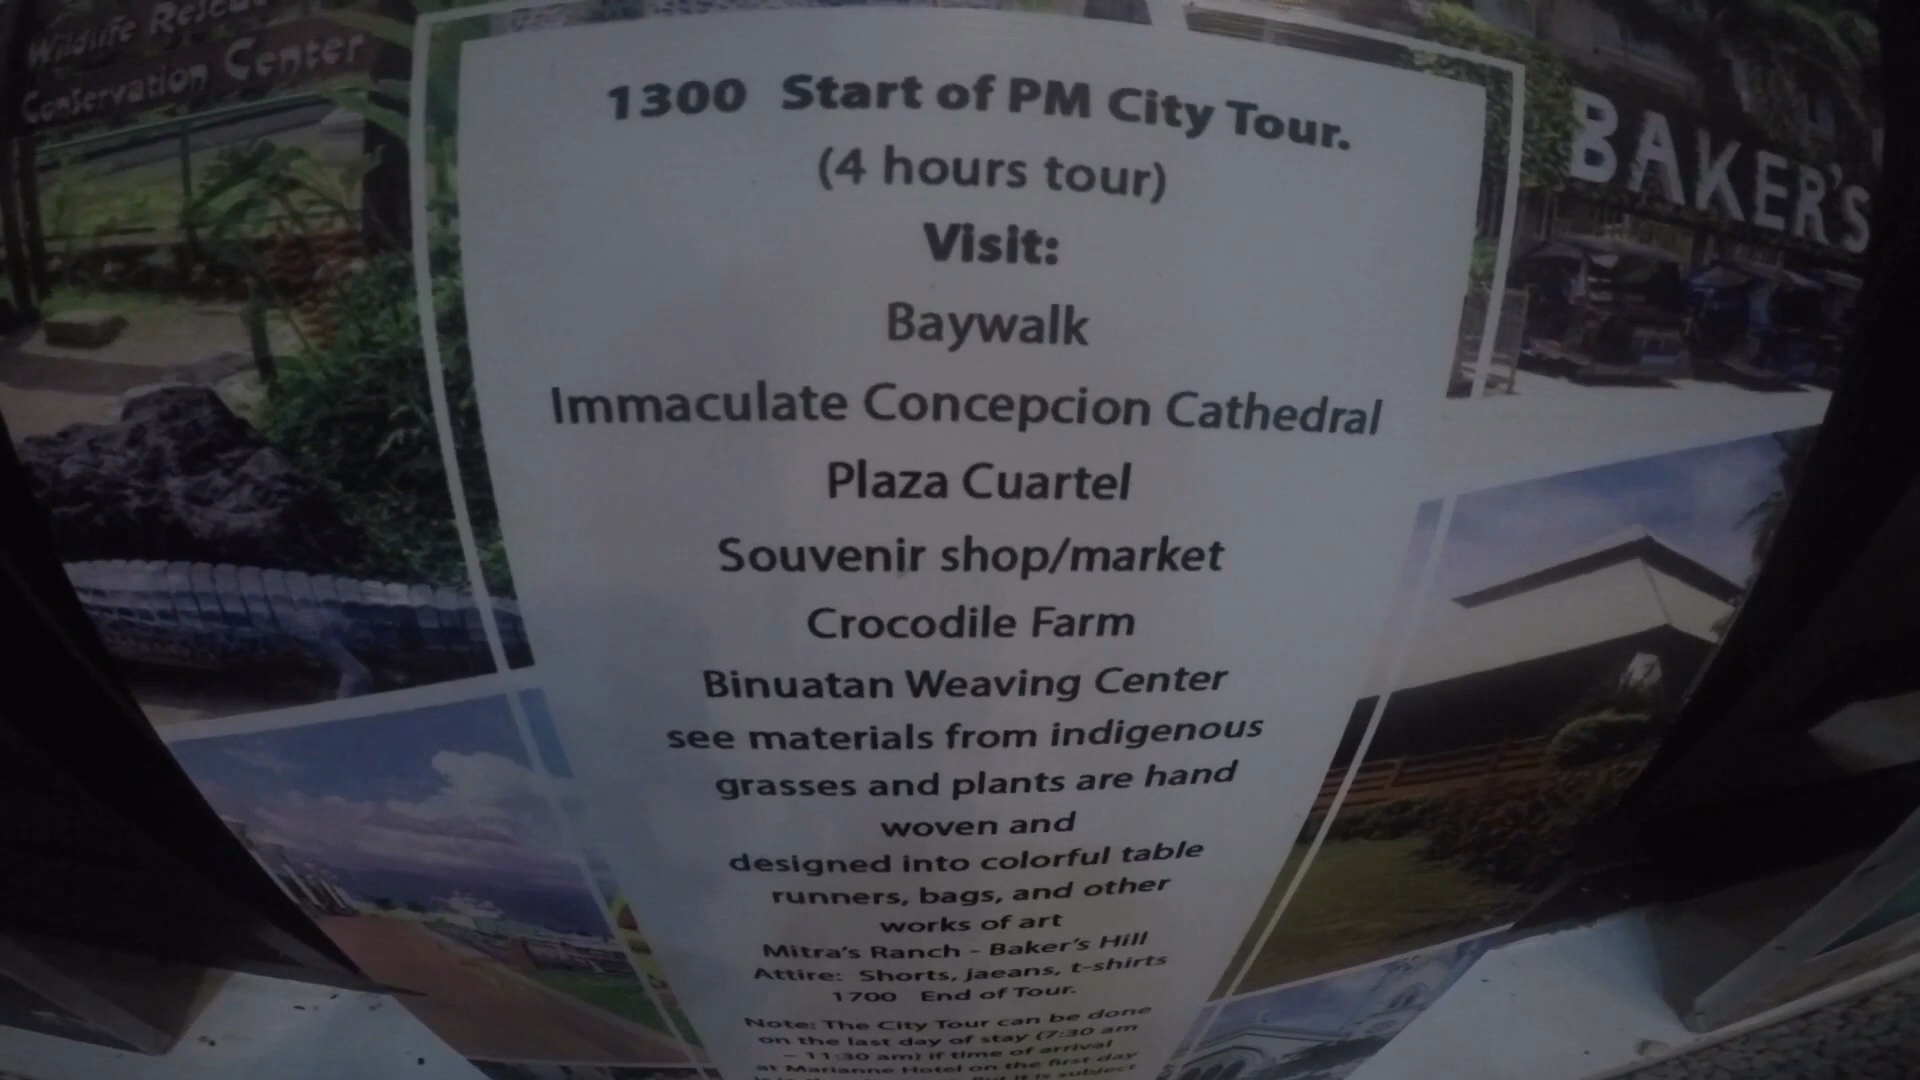 Wildlife Rescue
Conservation Center
BAKER'S
1300 Start of PM City Tour.
(4 hours tour)
Visit:
Baywalk
Immaculate Concepcion Cathedral
Plaza Cuartel
Souvenir shop/market
Crocodile Farm
Binuatan Weaving Center
see materials from indigenous
grasses and plants are hand
woven and
designed into colorful table
runners, bags, and other
works of art
Mitra's Ranch - Baker's Hill
Attire: Shorts, jaeans, t-shirts
1700 End of Tour.
Note: The City Tour can be done
on the last day of stay (7:30 am
– 11:30 am) if time of arrival
at Marianne Hotel on the first day
but it is subject